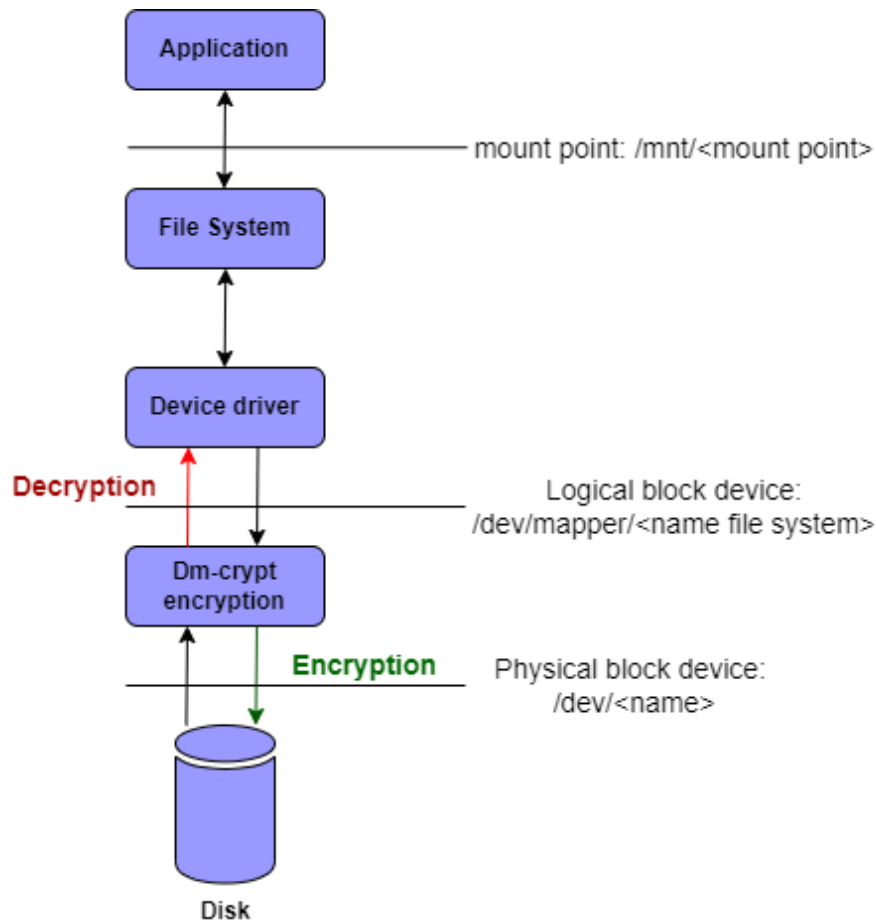 Application
mount point: /mnt/<mount point>
File System
Device driver
Decryption
Logical block device:
/dev/mapper/<name file system>
Dm-crypt
encryption
Encryption
Physical block device:
/dev/<name>
Disk